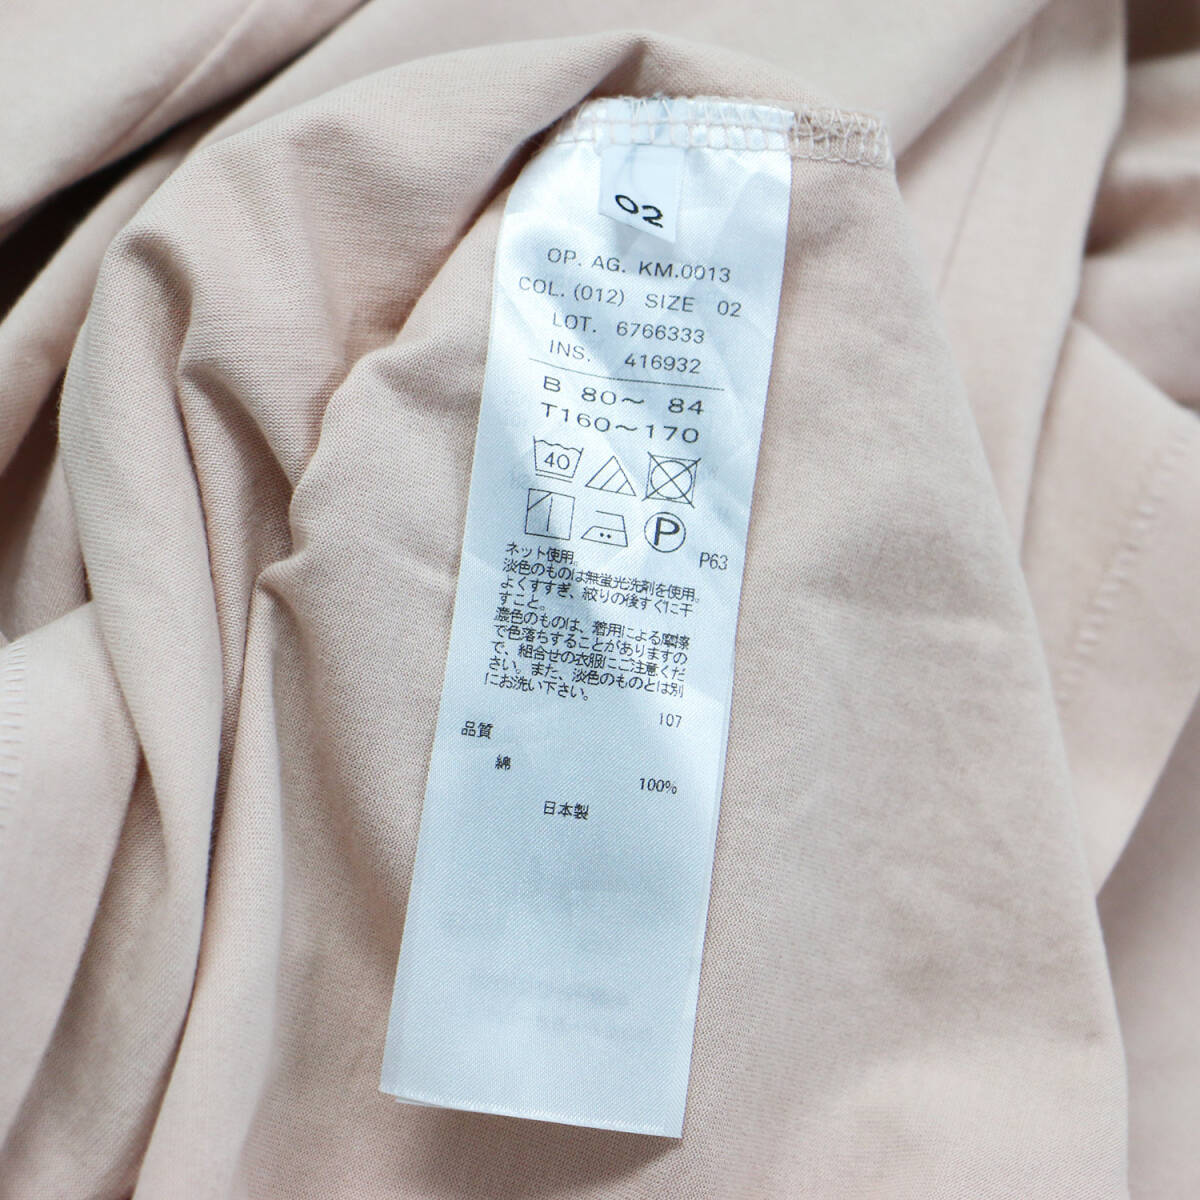 02
OP. AG. KM.0013
COL. (012) SIZE 02
LOT. 6766333
INS. 416932
B 80～ 84
T160～170
40
P
P63
ネット使用。
淡色のものは無蛍光洗剤を使用。
よくすすぎ、絞りの後すぐに干
すこと。
濃色のものは、着用による摩擦
で色落ちすることがありますの
で、組合せの衣服にご注意くだ
さい。また、淡色のものとは別
にお洗い下さい。
107
品質
綿 100%
日本製